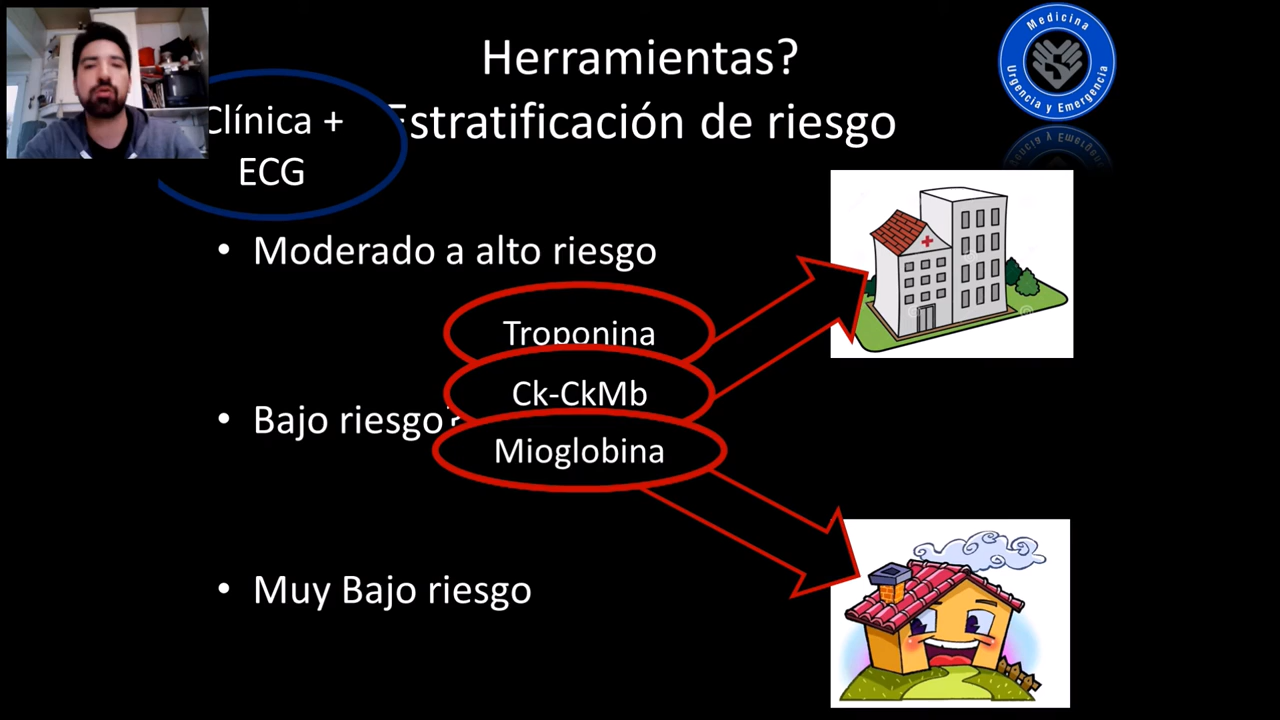 Herramientas?
Estratificación de riesgo
Clínica +
ECG
Medicina
Urgencia y Emergencia
• Moderado a alto riesgo
Troponina
Ck-CkMb
• Bajo riesgo?
Mioglobina
• Muy Bajo riesgo